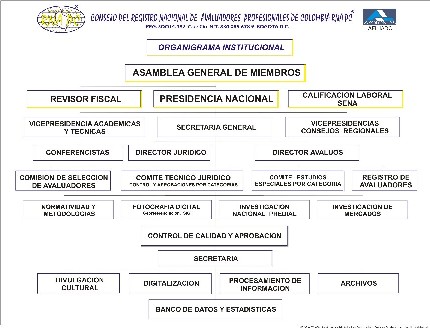 CONSEJO DEL REGISTRO NACIONAL DE AVALUADORES PROFESIONALES DE COLOMBIA RNAPC
ORGANIGRAMA INSTITUCIONAL
ASAMBLEA GENERAL DE MIEMBROS
REVISOR FISCAL
PRESIDENCIA NACIONAL
CALIFICACION LABORAL
SENA
VICEPRESIDENCIA ACADEMICAS
Y TECNICAS
SECRETARIA GENERAL
VICEPRESIDENCIAS
CONSEJOS REGIONALES
CONFERENCISTAS
DIRECTOR JURIDICO
DIRECTOR AVALUOS
COMISION DE SELECCION
DE AVALUADORES
COMITE TECNICO JURIDICO
CONTROL Y APROBACIONES POR CATEGORIAS
COMITE ESTUDIOS
ESPECIALES POR CATEGORIA
REGISTRO DE
AVALUADORES
NORMATIVIDAD Y
METODOLOGIAS
FOTOGRAFIA DIGITAL
INVESTIGACION
NACIONAL PREDIAL
INVESTIGACION DE
MERCADOS
CONTROL DE CALIDAD Y APROBACION
SECRETARIA
DIVULGACION
CULTURAL
DIGITALIZACION
PROCESAMIENTO DE
INFORMACION
ARCHIVOS
BANCO DE DATOS Y ESTADISTICAS